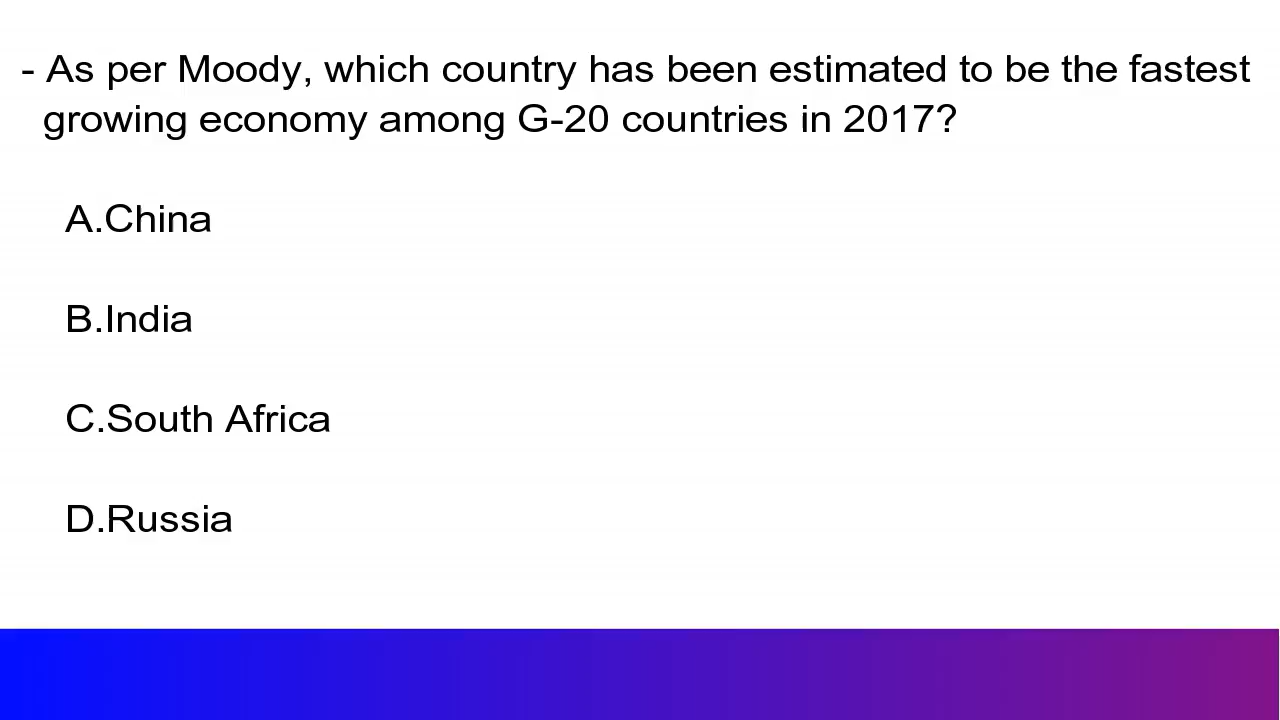 - As per Moody, which country has been estimated to be the fastest
growing economy among G-20 countries in 2017?
A.China
B.India
C.South Africa
D.Russia